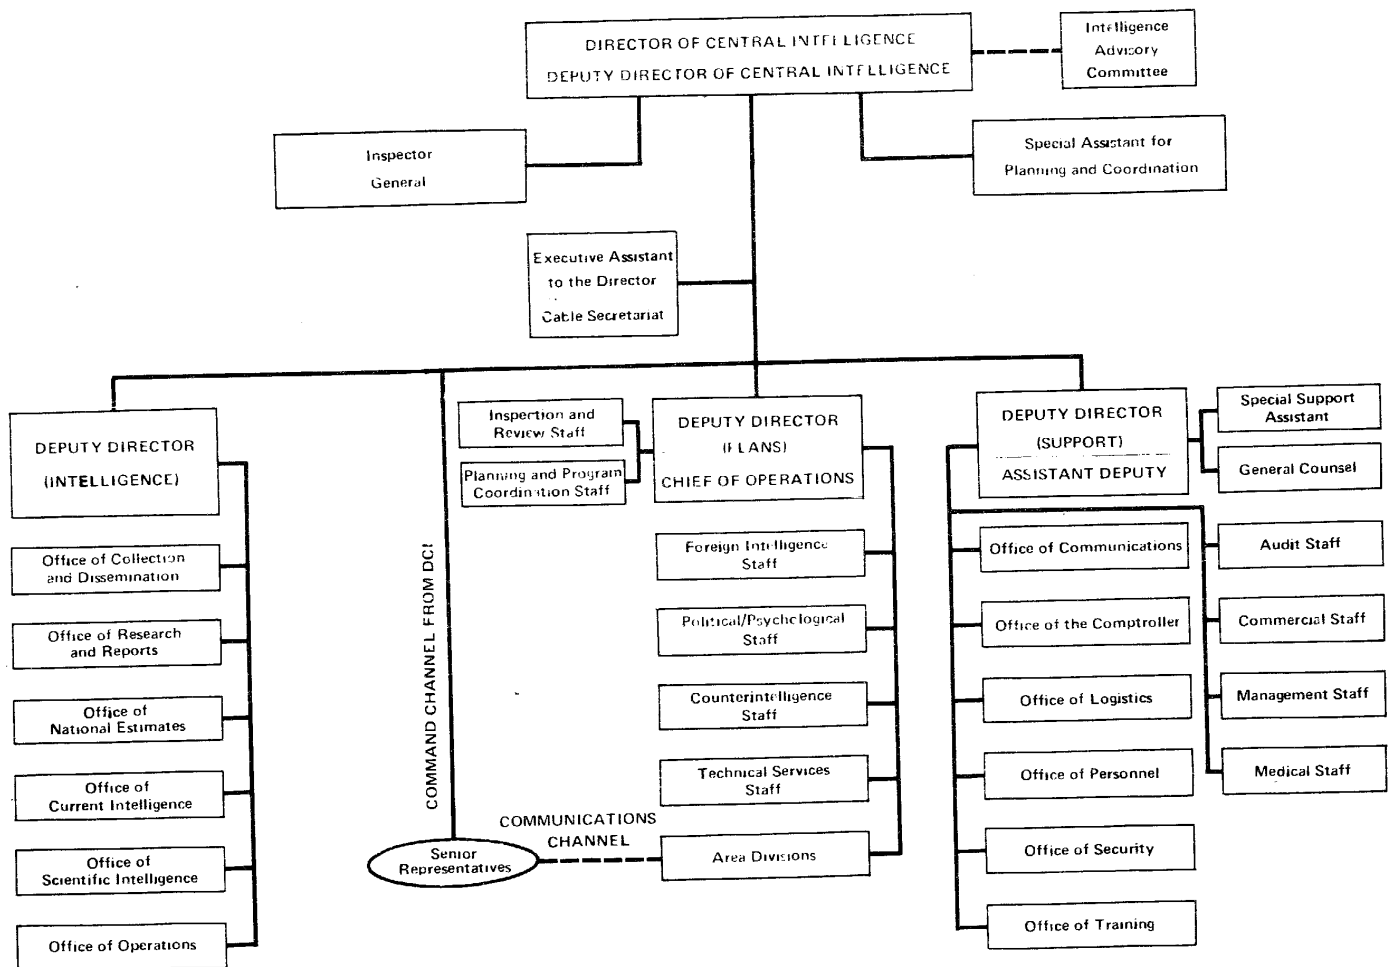 DIRECTOR OF CENTRAL INTELLIGENCE
DEPUTY DIRECTOR OF CENTRAL INTELLIGENCE
Intelligence
Advisory
Committee
Inspector
General
Special Assistant for
Planning and Coordination
Executive Assistant
to the Director
Cable Secretariat
DEPUTY DIRECTOR
(INTELLIGENCE)
Office of Collection
and Dissemination
Office of Research
and Reports
Office of
National Estimates
Office of
Current Intelligence
Office of
Scientific Intelligence
Office of Operations
COMMAND CHANNEL FROM DCI
Senior
Representatives
COMMUNICATIONS
CHANNEL
Inspection and
Review Staff
Planning and Program
Coordination Staff
DEPUTY DIRECTOR
(PLANS)
CHIEF OF OPERATIONS
Foreign Intelligence
Staff
Political/Psychological
Staff
Counterintelligence
Staff
Technical Services
Staff
Area Divisions
DEPUTY DIRECTOR
(SUPPORT)
ASSISTANT DEPUTY
Special Support
Assistant
General Counsel
Office of Communications
Office of the Comptroller
Office of Logistics
Office of Personnel
Office of Security
Office of Training
Audit Staff
Commercial Staff
Management Staff
Medical Staff